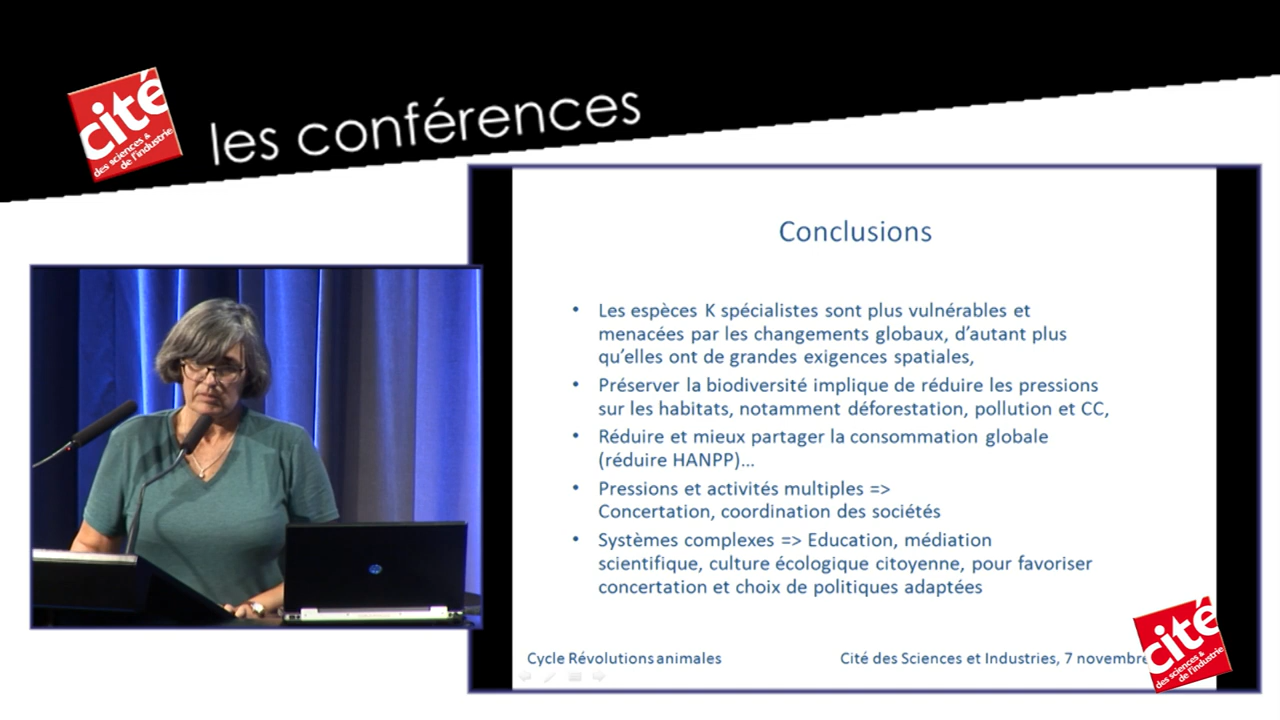 cité
des sciences &
de l'industrie
les conférences
Conclusions
• Les espèces K spécialistes sont plus vulnérables et
menacées par les changements globaux, d'autant plus
qu'elles ont de grandes exigences spatiales,
• Préserver la biodiversité implique de réduire les pressions
sur les habitats, notamment déforestation, pollution et CC,
• Réduire et mieux partager la consommation globale
(réduire HANPP)...
• Pressions et activités multiples =>
Concertation, coordination des sociétés
• Systèmes complexes => Education, médiation
scientifique, culture écologique citoyenne, pour favoriser
concertation et choix de politiques adaptées
Cycle Révolutions animales
Cité des Sciences et Industries, 7 novembre
cité
des sciences &
de l'industrie